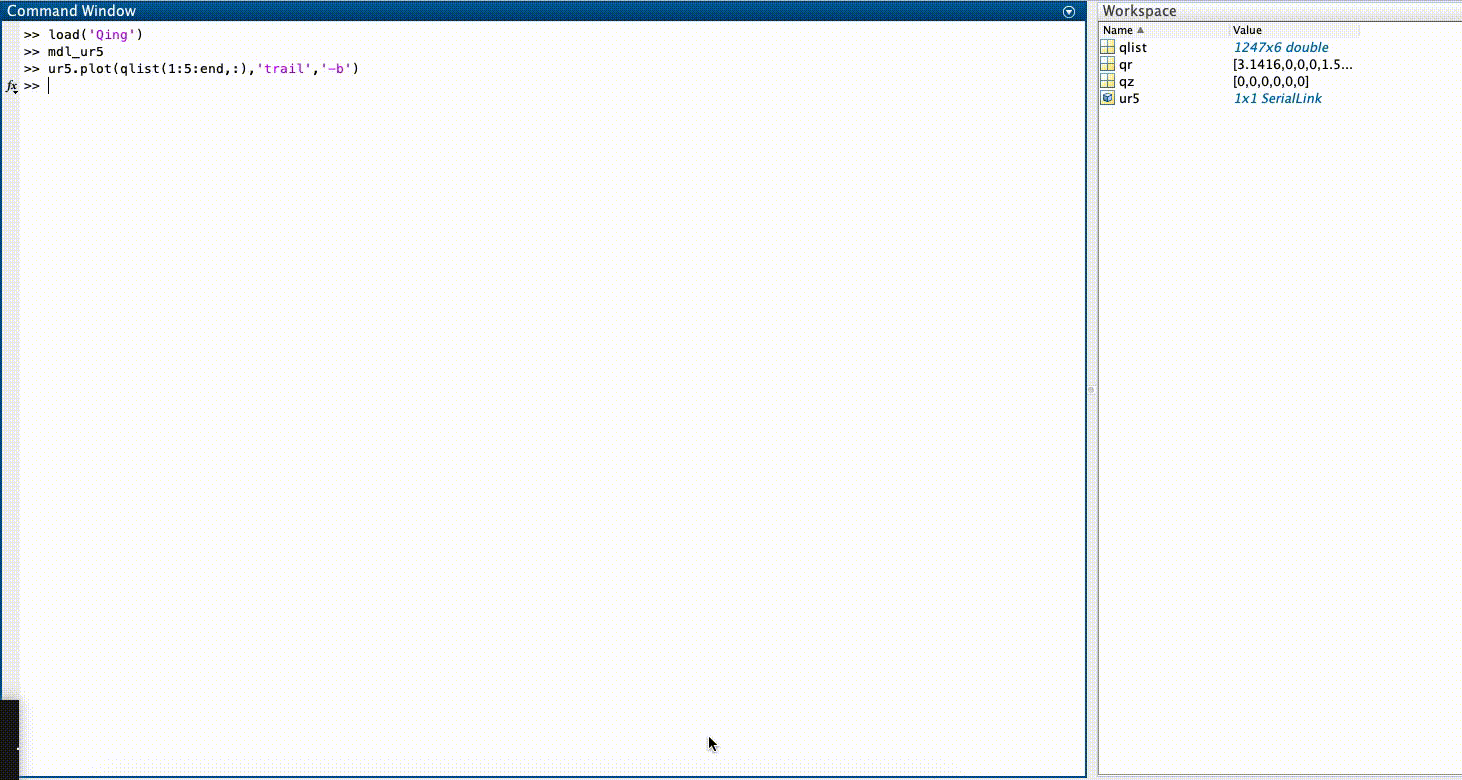 Command Window
>> load('Qing')
>> mdl_ur5
>> ur5.plot(qlist(1:5:end,:),'trail','-b')
fx >>
Workspace
Name Value
qlist 1247x6 double
qr [3.1416,0,0,0,1.5...
qz [0,0,0,0,0,0]
ur5 1x1 SerialLink